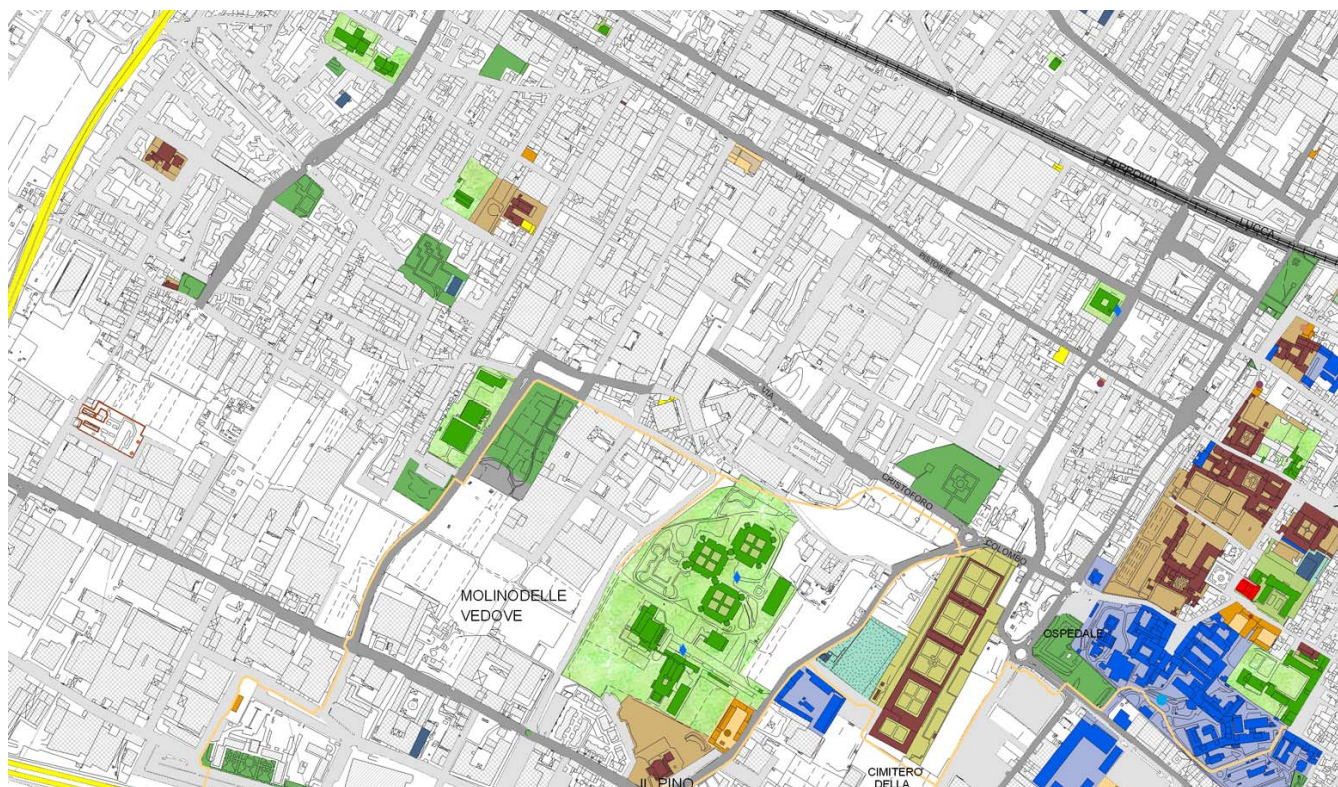 FERROVIA
LUCCA
VIA
PISTOIESE
VIA
CRISTOFORO
COLOMBO
MOLINODELLE
VEDOVE
OSPEDALE
IL PINO
CIMITERO
DELLA